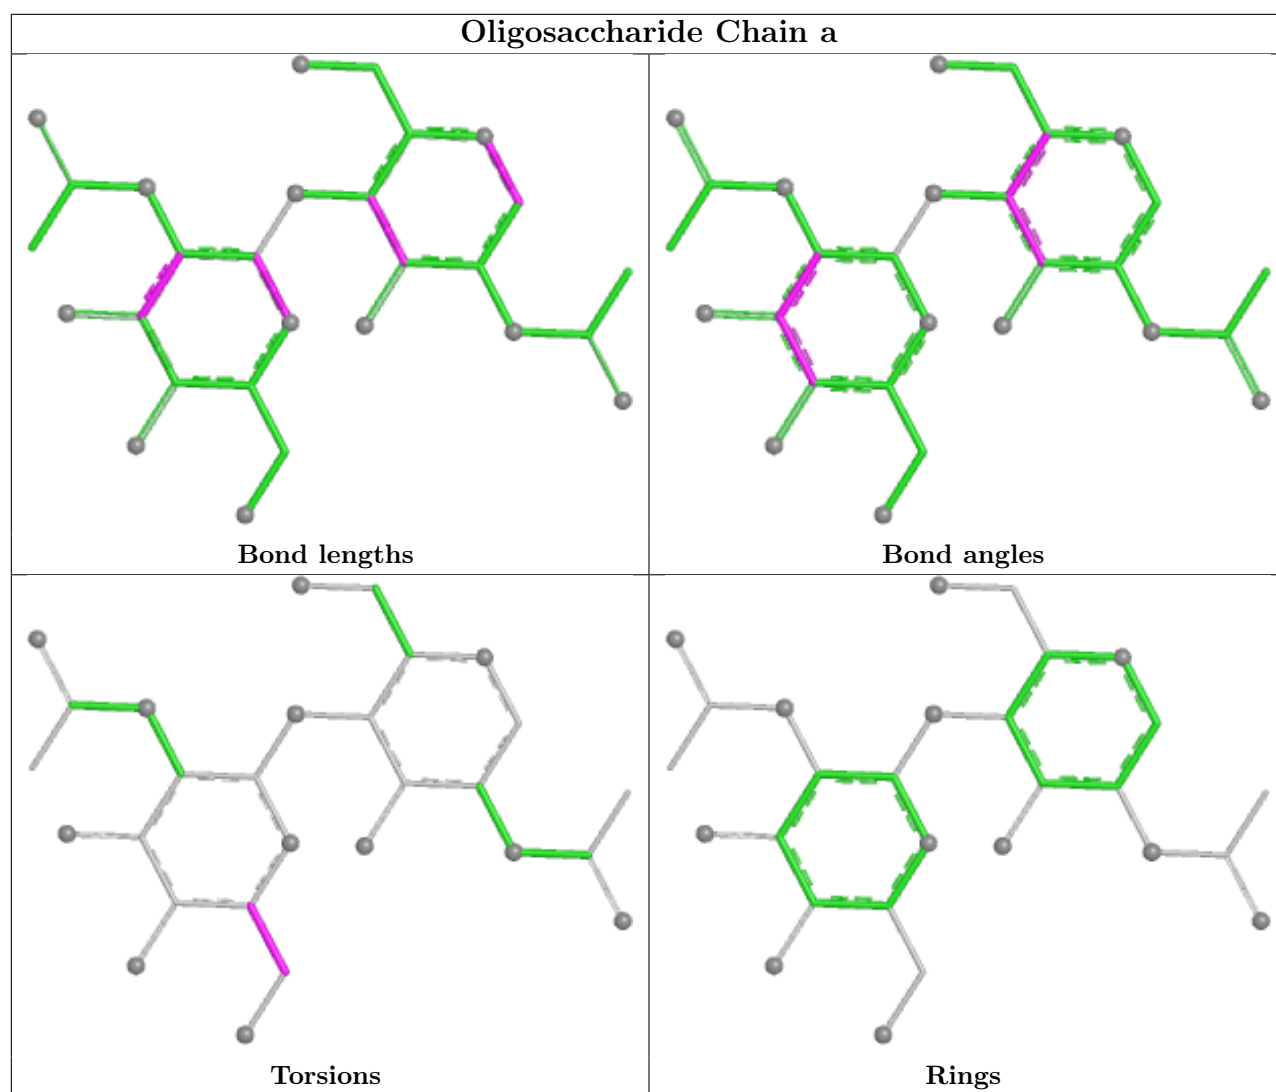 Oligosaccharide Chain a
Bond lengths
Bond angles
Torsions
Rings